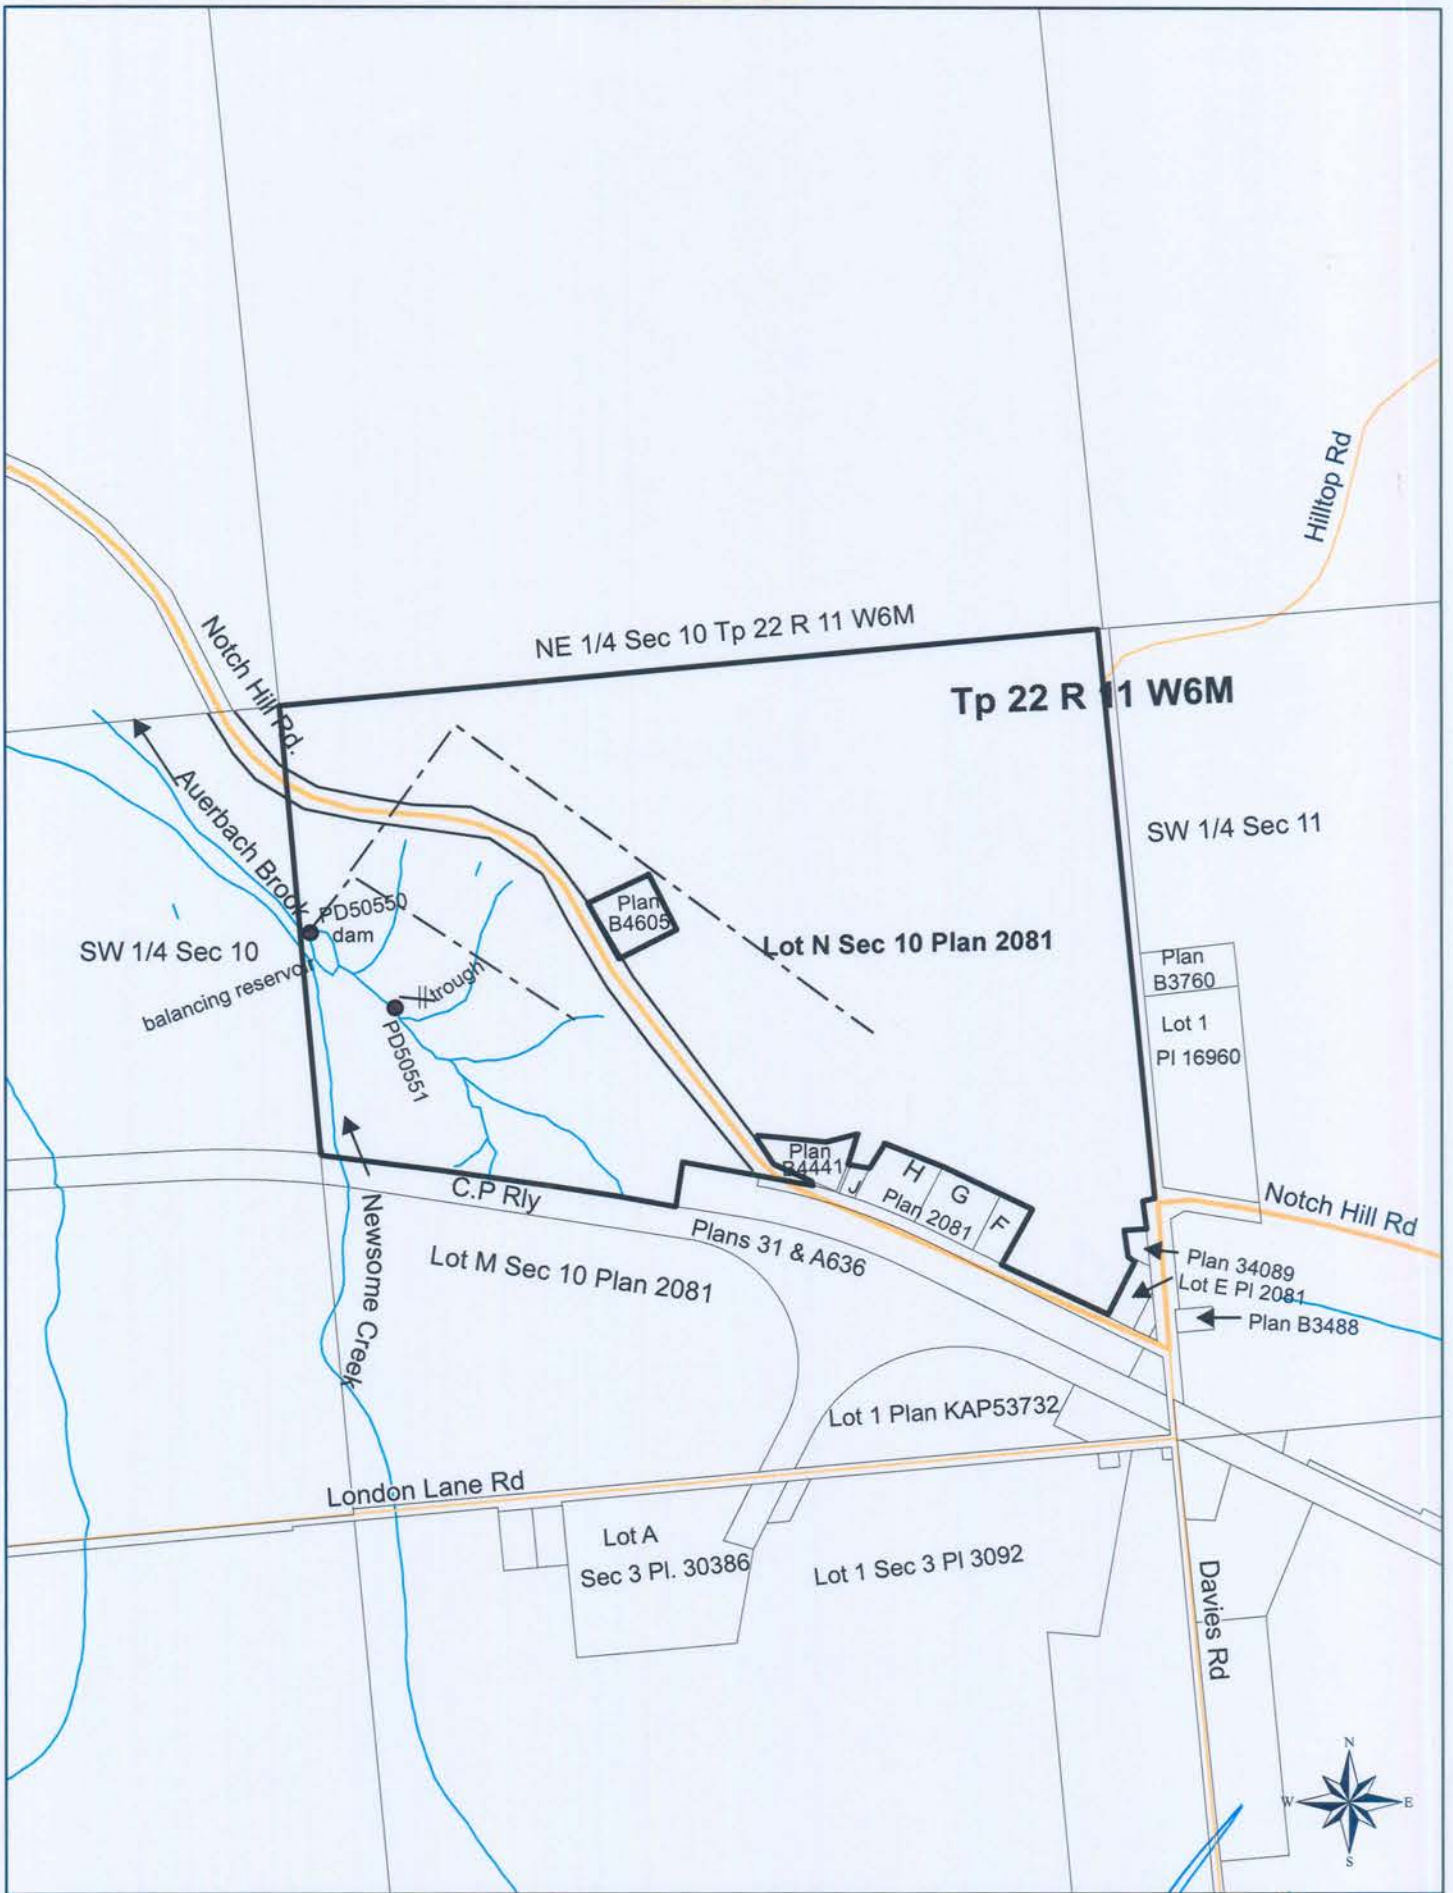 Hilltop Rd
Notch Hill Rd.
NE 1/4 Sec 10 Tp 22 R 11 W6M
Tp 22 R 11 W6M
Auerbach Brook
SW 1/4 Sec 11
PD50550
dam
Plan
B4605
SW 1/4 Sec 10
Lot N Sec 10 Plan 2081
Plan
B3760
balancing reservoir
trough
Lot 1
Pl 16960
PD50551
Plan
B4441
J
H
G
F
Plan 2081
C.P Rly
Notch Hill Rd
Newsome Creek
Plans 31 & A636
Plan 34089
Lot E Pl 2081
Lot M Sec 10 Plan 2081
Plan B3488
Lot 1 Plan KAP53732
London Lane Rd
Lot A
Sec 3 Pl. 30386
Lot 1 Sec 3 Pl 3092
Davies Rd
N
W
E
S